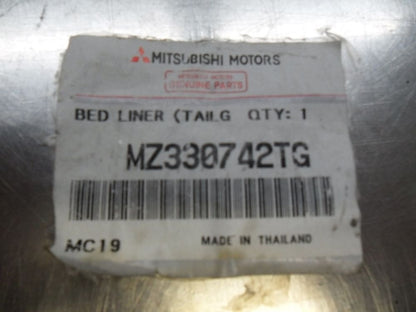 MITSUBISHI MOTORS
MITSUBISHI MOTORS
GENUINE PARTS
BED LINER (TAILG QTY: 1
MZ330742TG
MC19 MADE IN THAILAND